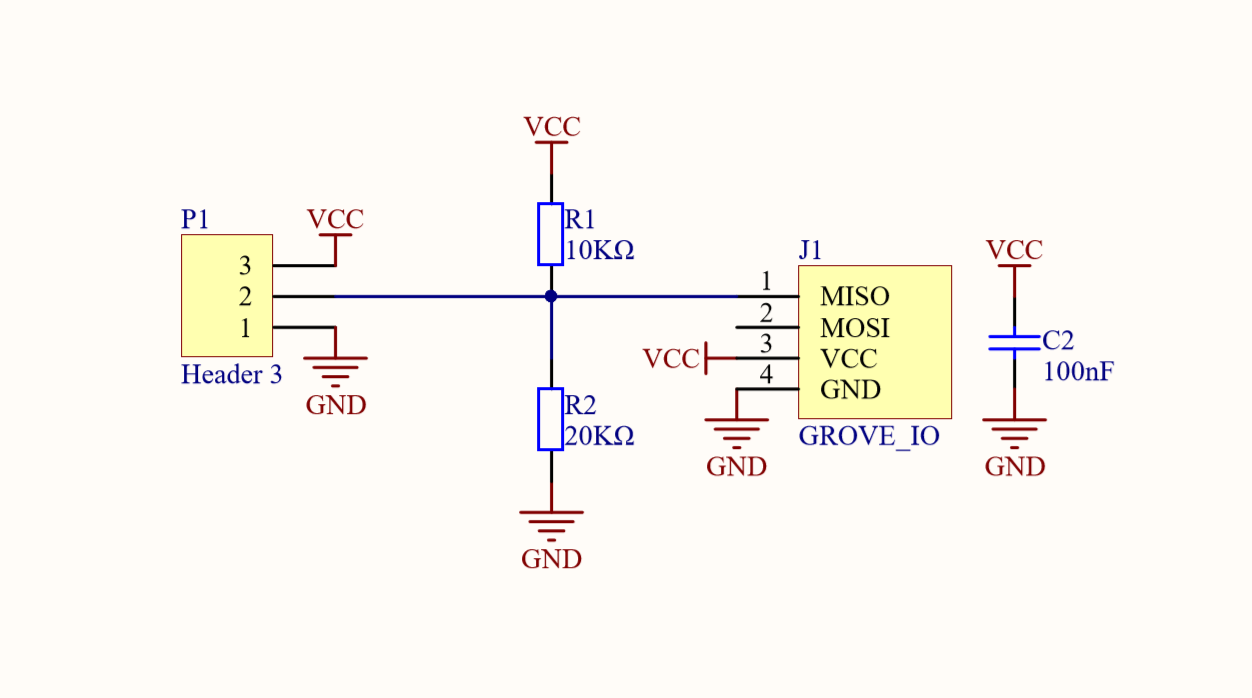 VCC
P1
VCC
3
2
1
Header 3
GND
R1
10KΩ
R2
20KΩ
GND
J1
1
MISO
2
MOSI
3
VCC
VCC
4
GND
GROVE_IO
GND
VCC
C2
100nF
GND